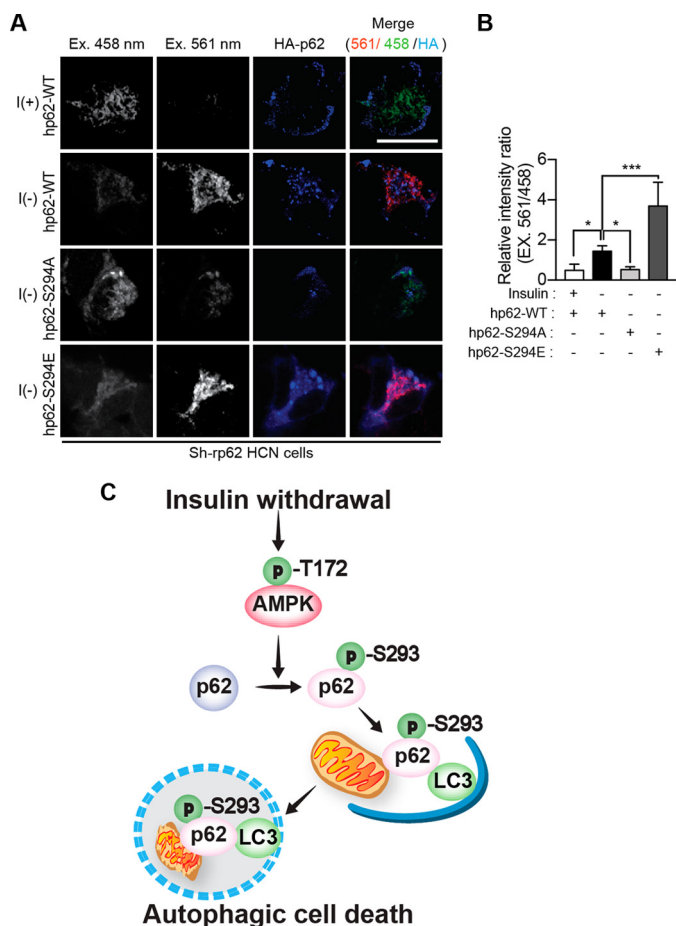 A
Ex. 458 nm Ex. 561 nm HA-p62 Merge
(561/ 458 /HA )
I(+)
hp62-WT
I(-)
hp62-WT
I(-)
hp62-S294A
I(-)
hp62-S294E
Sh-rp62 HCN cells
B
Relative intensity ratio
(EX. 561/458)
6
4
2
0
* * ***
Insulin : + - - -
hp62-WT : + + - -
hp62-S294A : - - + -
hp62-S294E : - - - +
C
Insulin withdrawal
p-T172
AMPK
p-S293
p62 p62
p-S293
p62
LC3
p-S293
p62 LC3
Autophagic cell death